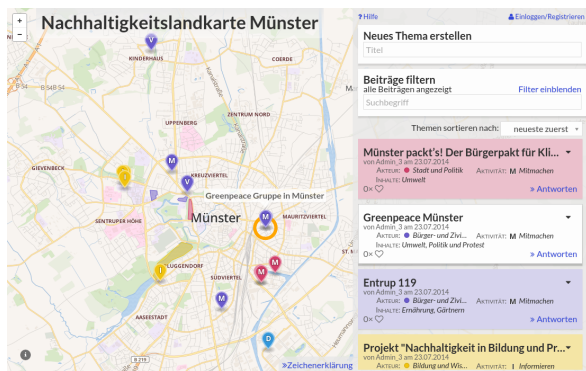 +
−
Nachhaltigkeitslandkarte Münster
KINDERHAUS
COERDE
B 54
B 54
Kanalstraße
UPPENBERG
ZENTRUM NORD
GIEVENBECK
KREUZVIERTEL
Greenpeace Gruppe in Münster
SENTRUPER HÖHE
Münster
MAURITZVIERTEL
PLUGGENDORF
SÜDVIERTEL
AASEESTADT
B 219
V
M
V
M
I
I
M
M
M
D
»Zeichenerklärung
? Hilfe
Einloggen/Registrieren
Neues Thema erstellen
Titel
Beiträge filtern
alle Beiträgen angezeigt
Filter einblenden
Suchbegriff
Themen sortieren nach: neueste zuerst
Münster packt's! Der Bürgerpakt für Kli...
von Admin_3 am 23.07.2014
Akteur: Stadt und Politik Aktivität: M Mitmachen
Inhalte: Umwelt
0× » Antworten
Greenpeace Münster
von Admin_3 am 23.07.2014
Akteur: Bürger- und Zivi... Aktivität: M Mitmachen
Inhalte: Umwelt, Politik und Protest
0× » Antworten
Entrup 119
von Admin_3 am 23.07.2014
Akteur: Bürger- und Zivi... Aktivität: M Mitmachen
Inhalte: Ernährung, Gärtnern
0× » Antworten
Projekt "Nachhaltigkeit in Bildung und Pr...
von Admin_3 am 23.07.2014
Akteur: Bildung und Wis... Aktivität: I Informieren